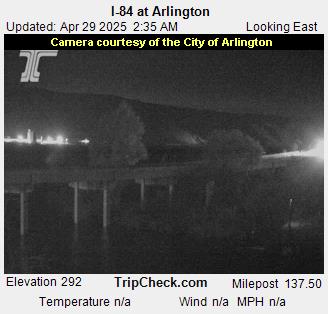 I-84 at Arlington
Updated: Apr 29 2025 2:35 AM Looking East
Camera courtesy of the City of Arlington
Elevation 292 TripCheck.com Milepost 137.50
Temperature n/a Wind n/a MPH n/a